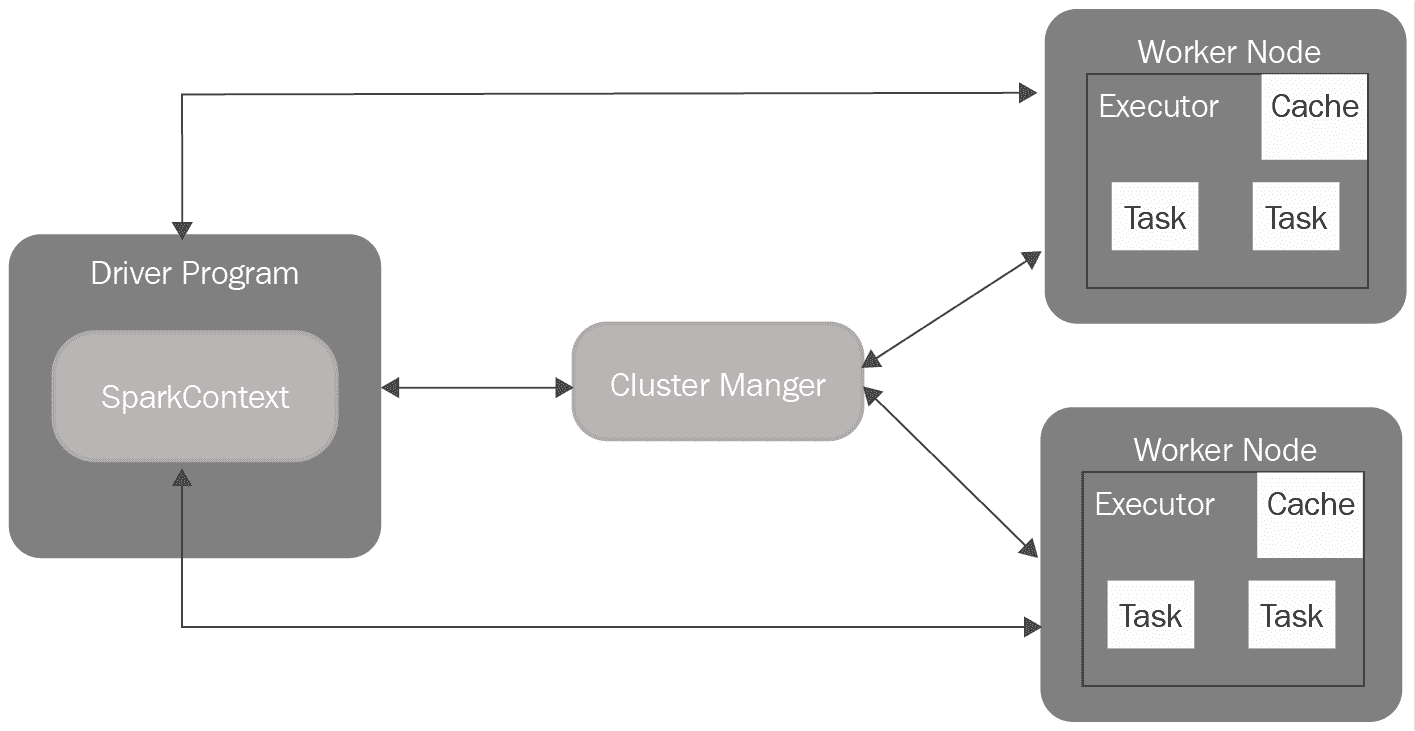 Driver Program
SparkContext
Cluster Manger
Worker Node
Executor
Cache
Task
Task
Worker Node
Executor
Cache
Task
Task